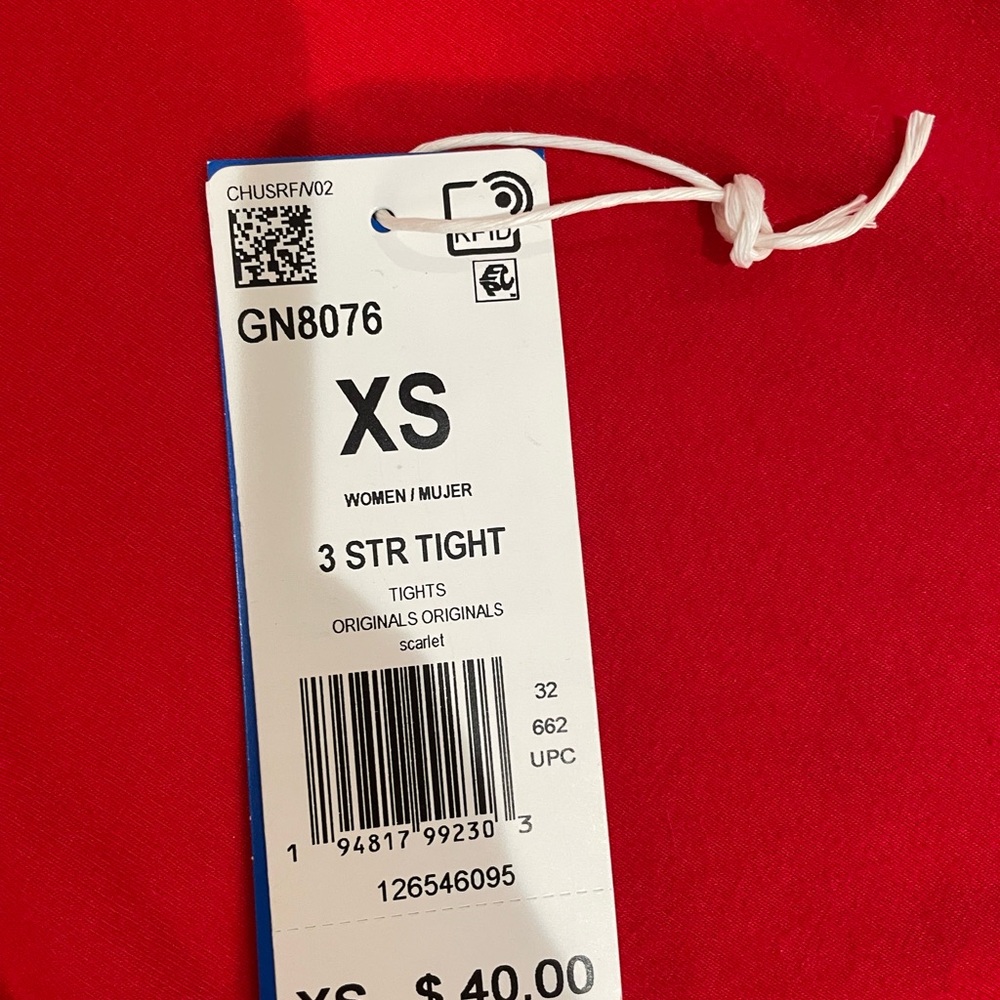 CHUSRF/V02
RFID
GN8076
XS
WOMEN / MUJER
3 STR TIGHT
TIGHTS
ORIGINALS ORIGINALS
scarlet
32
662
UPC
1 94817 99230 3
126546095
XS $ 40.00